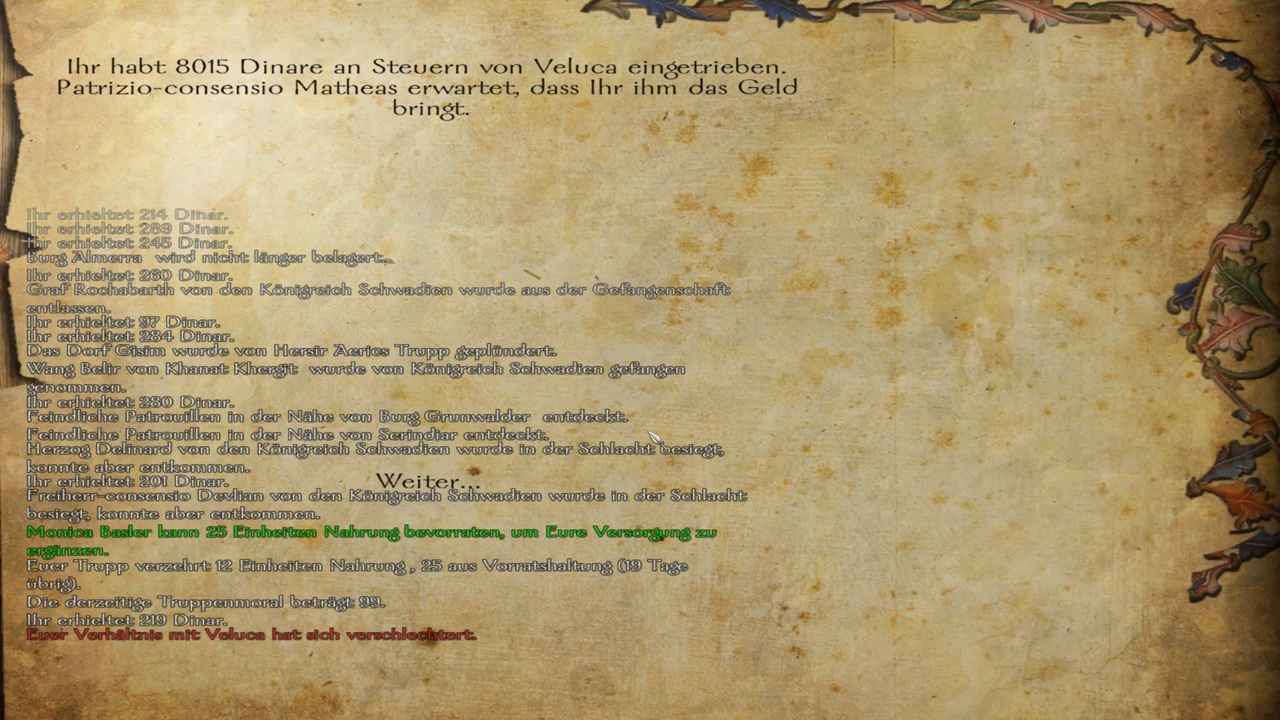 Ihr habt 8015 Dinare an Steuern von Veluca eingetrieben.
Patrizio-consensio Matheas erwartet, dass Ihr ihm das Geld
bringt.
Ihr erhieltet 214 Dinar.
Ihr erhieltet 289 Dinar.
Ihr erhieltet 245 Dinar.
Burg Almerra  wird nicht länger belagert.
Ihr erhieltet 260 Dinar.
Graf Rochabarth von den Königreich Schwadien wurde aus der Gefangenschaft
entlassen.
Ihr erhieltet 97 Dinar.
Ihr erhieltet 284 Dinar.
Das Dorf Gisim wurde von Hersir Aerics Trupp geplündert.
Wang Belir von Khanat Khergit  wurde von Königreich Schwadien gefangen
genommen.
Ihr erhieltet 280 Dinar.
Feindliche Patrouillen in der Nähe von Burg Grunwalder  entdeckt.
Feindliche Patrouillen in der Nähe von Serindiar entdeckt.
Herzog Delinard von den Königreich Schwadien wurde in der Schlacht besiegt,
konnte aber entkommen.
Ihr erhieltet 201 Dinar.
Weiter...
Freiherr-consensio Devlian von den Königreich Schwadien wurde in der Schlacht
besiegt, konnte aber entkommen.
Monica Basler kann 25 Einheiten Nahrung bevorraten, um Eure Versorgung zu
ergänzen.
Euer Trupp verzehrt 12 Einheiten Nahrung , 25 aus Vorratshaltung (19 Tage
übrig).
Die derzeitige Truppenmoral beträgt 99.
Ihr erhieltet 219 Dinar.
Euer Verhältnis mit Veluca hat sich verschlechtert.